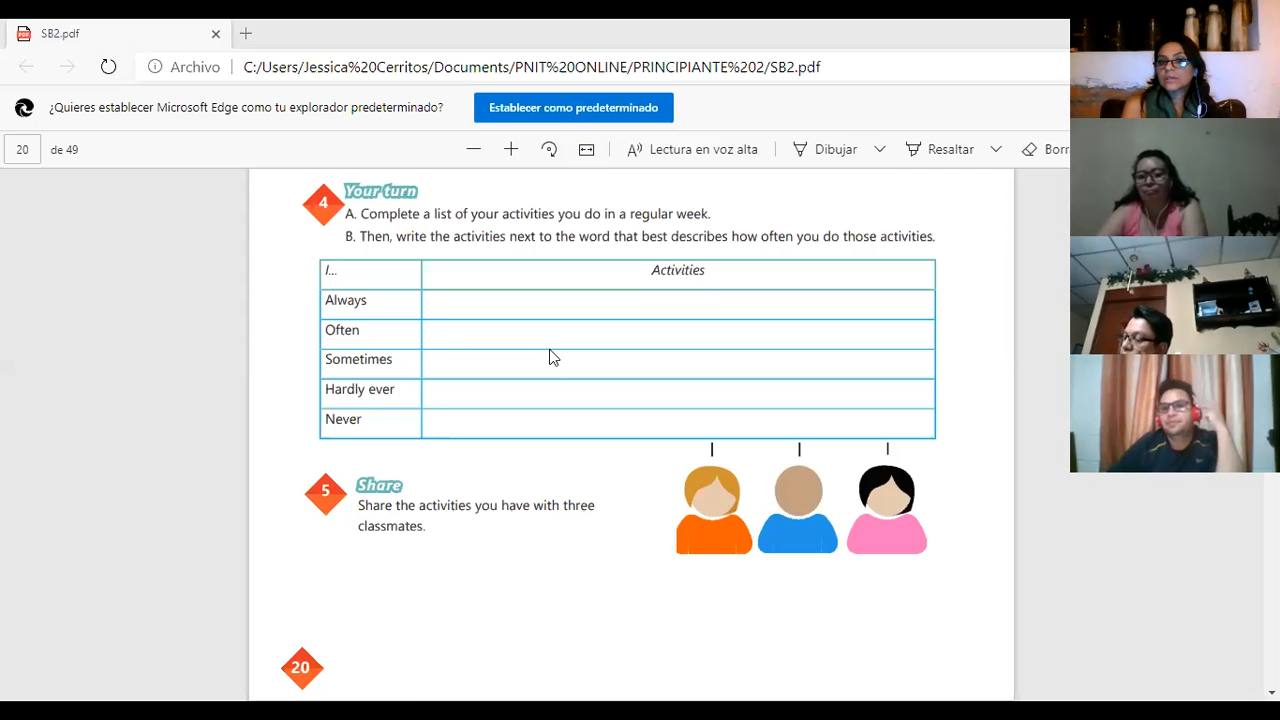 SB2.pdf
Archivo C:/Users/Jessica%20Cerritos/Documents/PNIT%20ONLINE/PRINCIPIANTE%202/SB2.pdf
¿Quieres establecer Microsoft Edge como tu explorador predeterminado? Establecer como predeterminado
20 de 49 Lectura en voz alta Dibujar Resaltar Borr
4 Your turn
A. Complete a list of your activities you do in a regular week.
B. Then, write the activities next to the word that best describes how often you do those activities.
I... Activities
Always
Often
Sometimes
Hardly ever
Never
5 Share
Share the activities you have with three
classmates.
20